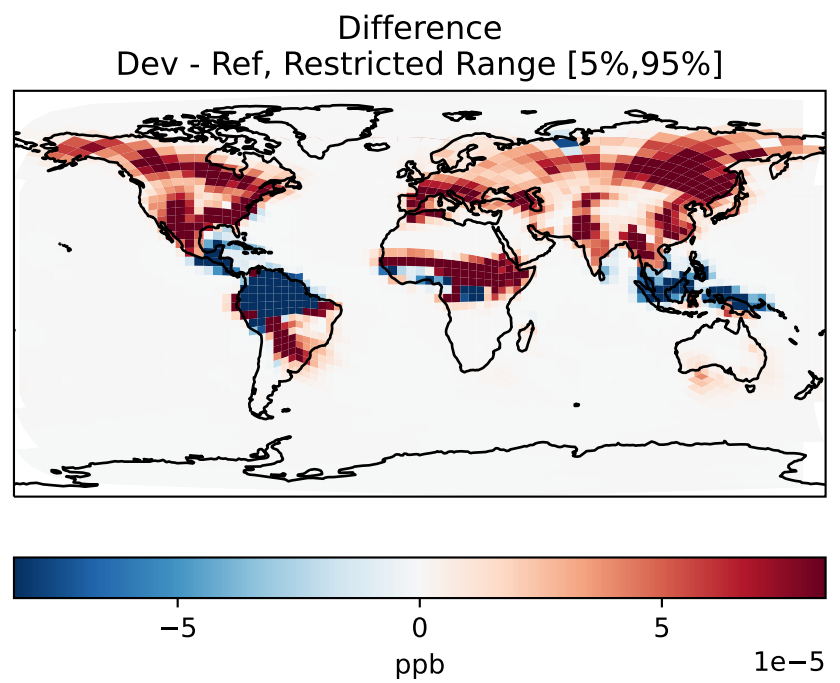 Difference
Dev - Ref, Restricted Range [5%,95%]
−5 0 5
1e−5
ppb